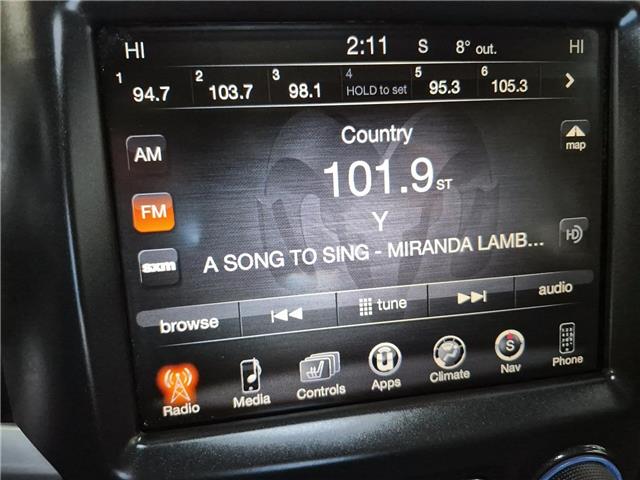 HI 2:11 S 8° out. HI
1 94.7 2 103.7 3 98.1 4 HOLD to set 5 95.3 6 105.3
Country
AM
map
101.9 ST
FM
Y
HD
sxm
A SONG TO SING - MIRANDA LAMB...
browse tune audio
Radio Media Controls Apps Climate S Nav Phone